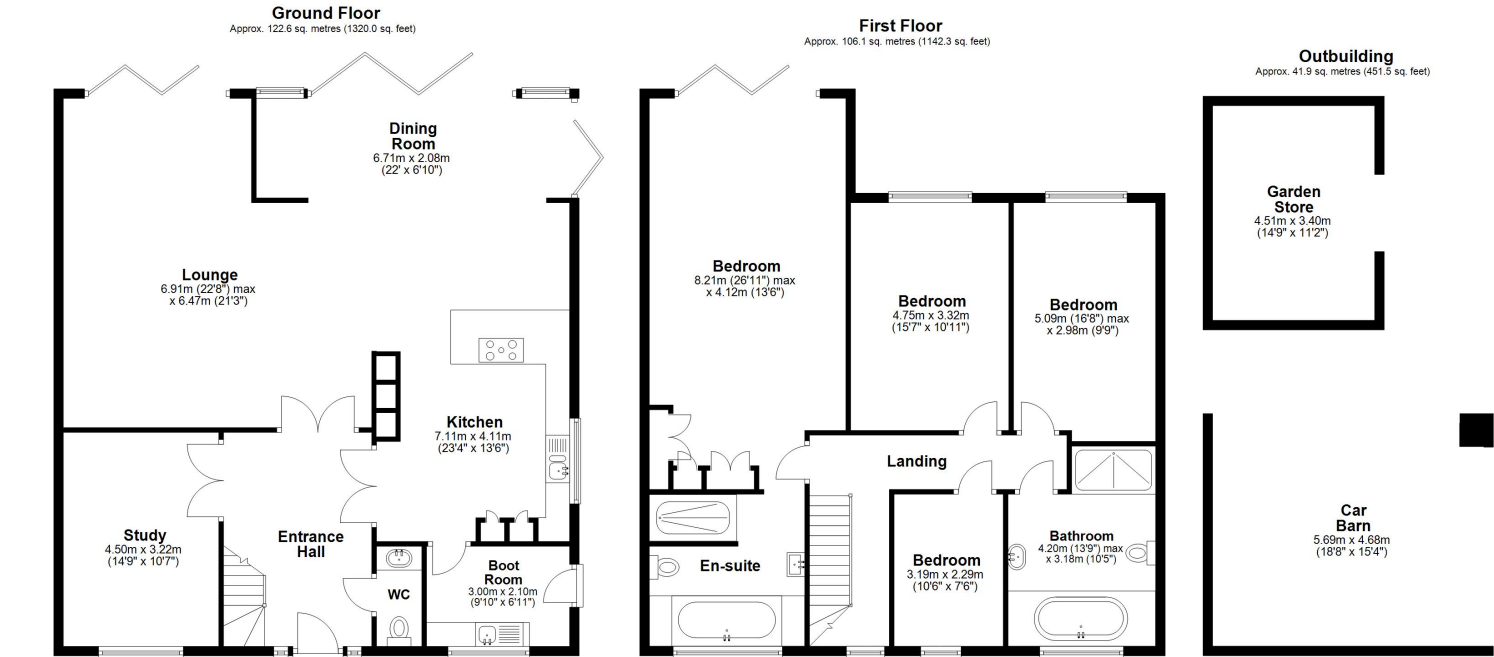 Ground Floor
Approx. 122.6 sq. metres (1320.0 sq. feet)
Dining
Room
6.71m x 2.08m
(22' x 6'10")
Lounge
6.91m (22'8") max
x 6.47m (21'3")
Kitchen
7.11m x 4.11m
(23'4" x 13'6")
Study
4.50m x 3.22m
(14'9" x 10'7")
Entrance
Hall
WC
Boot
Room
3.00m x 2.10m
(9'10" x 6'11")
First Floor
Approx. 106.1 sq. metres (1142.3 sq. feet)
Bedroom
8.21m (26'11") max
x 4.12m (13'6")
Bedroom
4.75m x 3.32m
(15'7" x 10'11")
Bedroom
5.09m (16'8") max
x 2.98m (9'9")
Landing
En-suite
Bedroom
3.19m x 2.29m
(10'6" x 7'6")
Bathroom
4.20m (13'9") max
x 3.18m (10'5")
Outbuilding
Approx. 41.9 sq. metres (451.5 sq. feet)
Garden
Store
4.51m x 3.40m
(14'9" x 11'2")
Car
Barn
5.69m x 4.68m
(18'8" x 15'4")